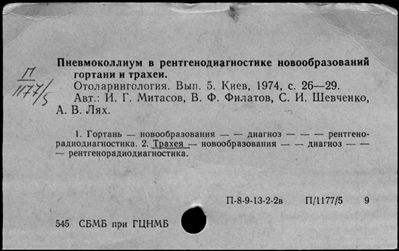 Пневмоколлиум в рентгенодиагностике новообразований
гортани и трахеи.
П
1177/5
Отоларингология. Вып. 5. Киев, 1974, с. 26—29.
Авт.: И. Г. Митасов, В. Ф. Филатов, С. И. Шевченко,
А. В. Лях.
1. Гортань — новообразования — — диагноз — — — рентгено-
радиодиагностика. 2. Трахея — новообразования — — диагноз — —
— рентгенорадиодиагностика.
П-8-9-13-2-2в П/1177/5 9
545 СБМБ при ГЦНМБ